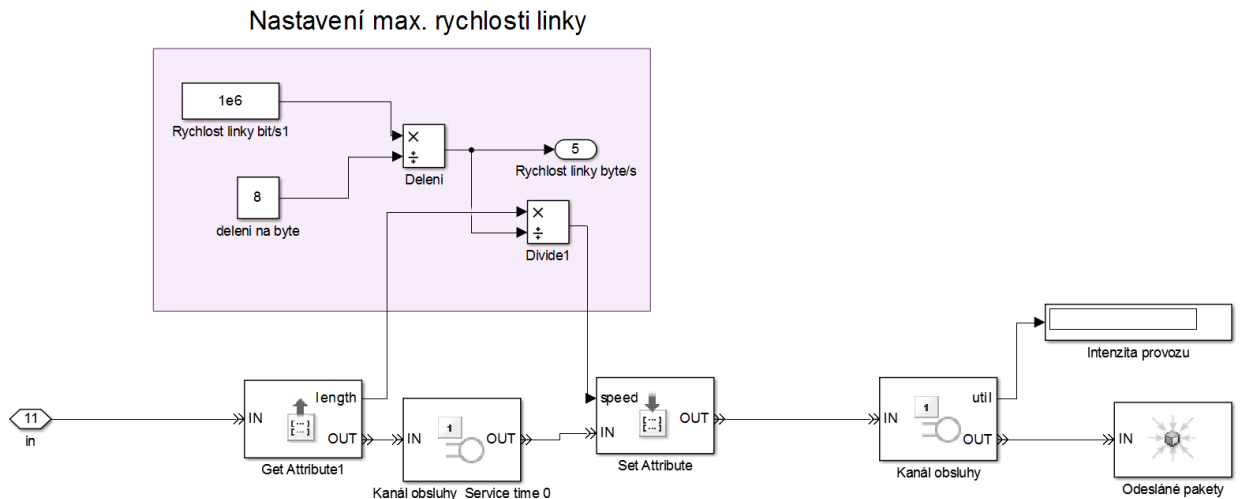 Nastavení max. rychlosti linky
1e6
Rychlost linky bit/s1
×
÷
Deleni
5
Rychlost linky byte/s
8
deleni na byte
×
÷
Divide1
Intenzita provozu
11
in
IN
length
OUT
Get Attribute1
IN
1
OUT
Kanál obsluhy Service time 0
speed
IN
[...]
OUT
Set Attribute
IN
1
util
OUT
Kanál obsluhy
IN
Odesláné pakety
[...]